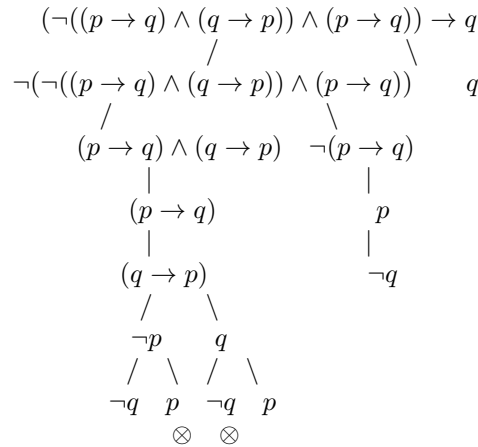 (¬((p → q) ∧ (q → p)) ∧ (p → q)) → q
¬(¬((p → q) ∧ (q → p)) ∧ (p → q)) q
(p → q) ∧ (q → p) ¬(p → q)
(p → q) p
(q → p) ¬q
¬p q
¬q p ¬q p
⊗ ⊗